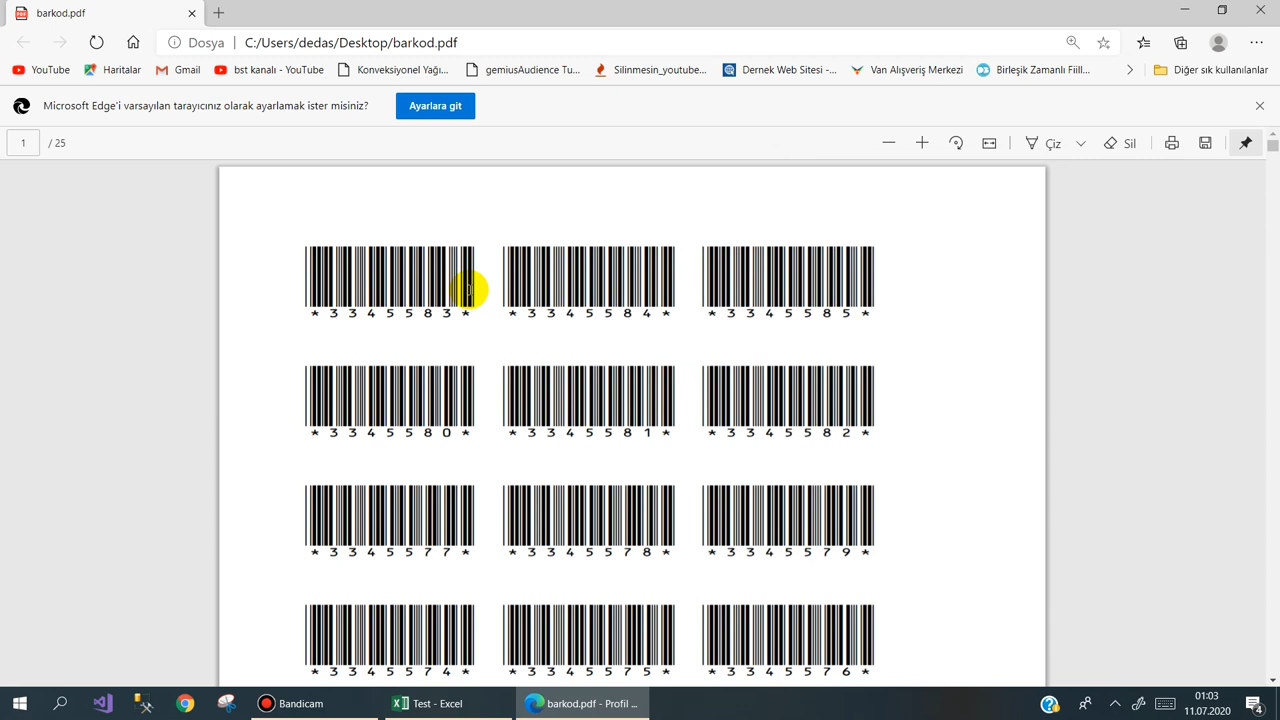 barkod.pdf
Dosya C:/Users/dedas/Desktop/barkod.pdf
YouTube Haritalar Gmail bst kanalı - YouTube Konveksiyonel Yağı... gemiusAudience Tu... Silinmesin_youtube... Dernek Web Sitesi -... Van Alışveriş Merkezi Birleşik Zamanlı Fiill... Diğer sık kullanılanlar
Microsoft Edge'i varsayılan tarayıcınız olarak ayarlamak ister misiniz? Ayarlara git
1 / 25 Çiz Sil
*3345583* *3345584* *3345585*
*3345580* *3345581* *3345582*
*3345577* *3345578* *3345579*
*3345574* *3345575* *3345576*
Bandicam Test - Excel barkod.pdf - Profil ... 01:03
11.07.2020 4